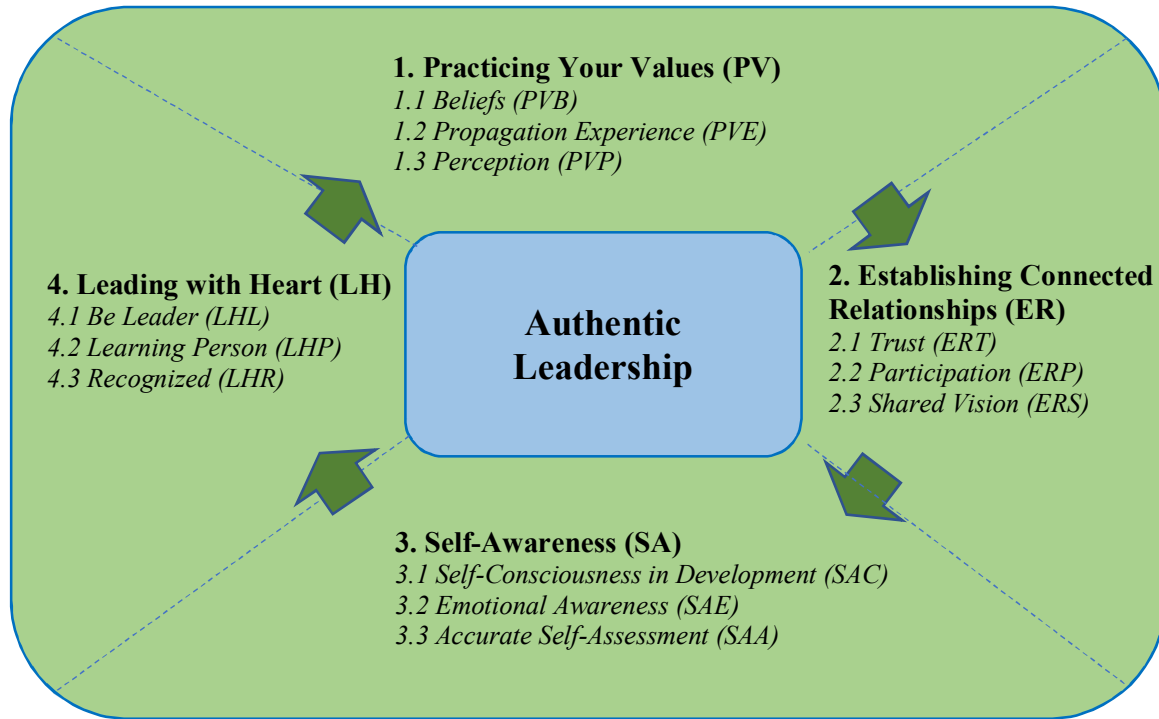 1. Practicing Your Values (PV)
1.1 Beliefs (PVB)
1.2 Propagation Experience (PVE)
1.3 Perception (PVP)
4. Leading with Heart (LH)
4.1 Be Leader (LHL)
4.2 Learning Person (LHP)
4.3 Recognized (LHR)
Authentic
Leadership
2. Establishing Connected
Relationships (ER)
2.1 Trust (ERT)
2.2 Participation (ERP)
2.3 Shared Vision (ERS)
3. Self-Awareness (SA)
3.1 Self-Consciousness in Development (SAC)
3.2 Emotional Awareness (SAE)
3.3 Accurate Self-Assessment (SAA)